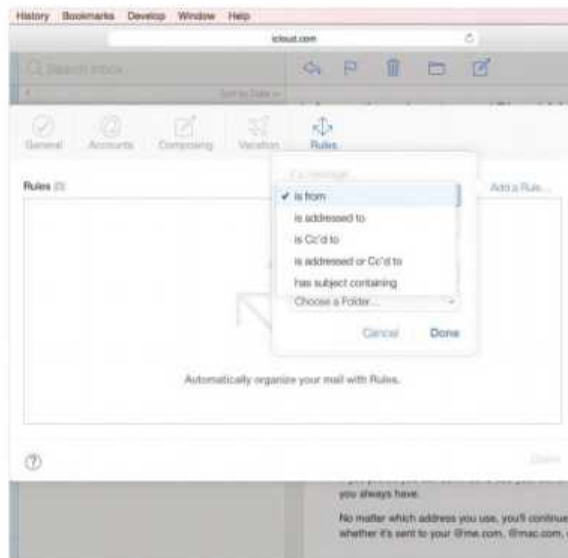 History Bookmarks Develop Window Help
icloud.com
Search Inbox
Sort by Date
General Accounts Composing Vacation Rules
If a message...
Rules (0) Add a Rule...
✓ is from
is addressed to
is Cc'd to
is addressed or Cc'd to
has subject containing
Choose a Folder...
Cancel Done
Automatically organize your mail with Rules.
?
Done
you always have.
No matter which address you use, you'll continue
whether it's sent to your @me.com, @mac.com,